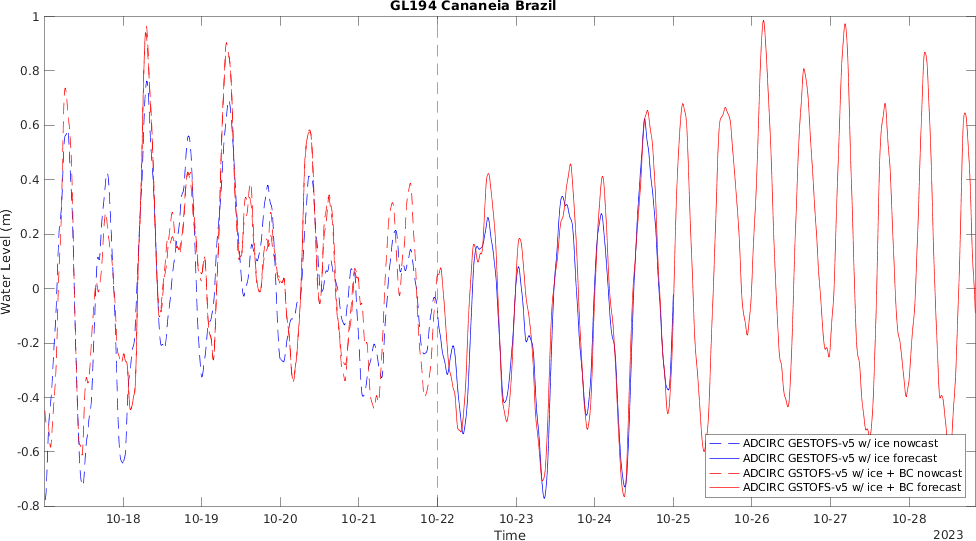 GL194 Cananeia Brazil
1
0.8
0.6
0.4
0.2
0
-0.2
-0.4
-0.6
-0.8
Water Level (m)
10-18 10-19 10-20 10-21 10-22 10-23 10-24 10-25 10-26 10-27 10-28
Time
2023
ADCIRC GESTOFS-v5 w/ ice nowcast
ADCIRC GESTOFS-v5 w/ ice forecast
ADCIRC GSTOFS-v5 w/ ice + BC nowcast
ADCIRC GSTOFS-v5 w/ ice + BC forecast